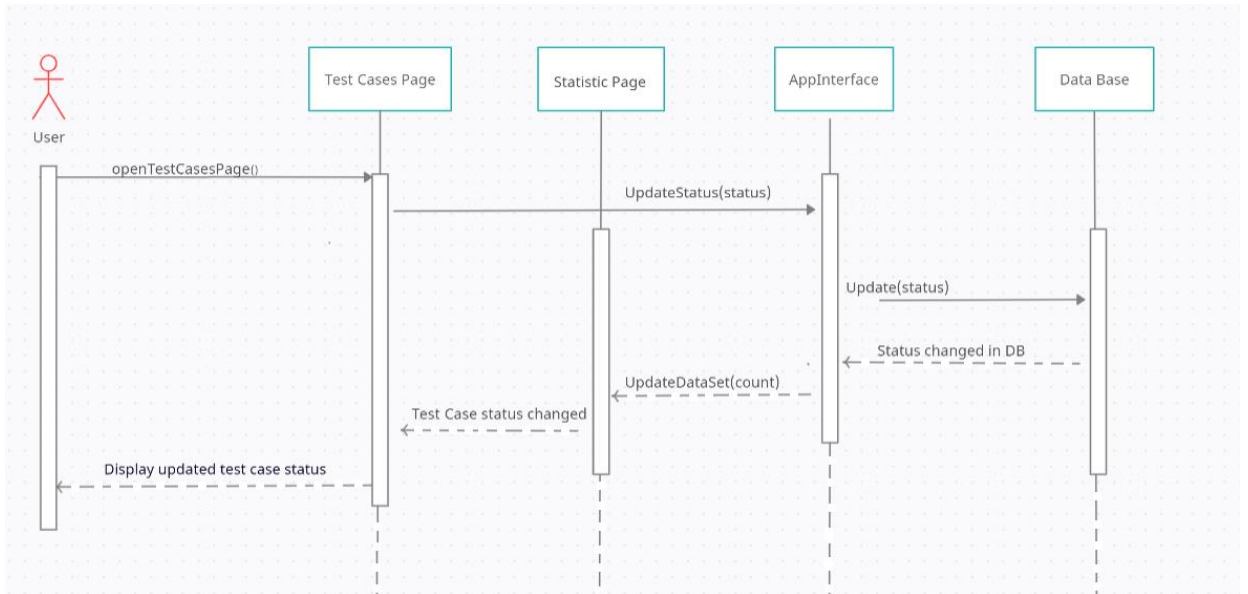 Test Cases Page
Statistic Page
AppInterface
Data Base
User
openTestCasesPage()
UpdateStatus(status)
Update(status)
Status changed in DB
UpdateDataSet(count)
Test Case status changed
Display updated test case status